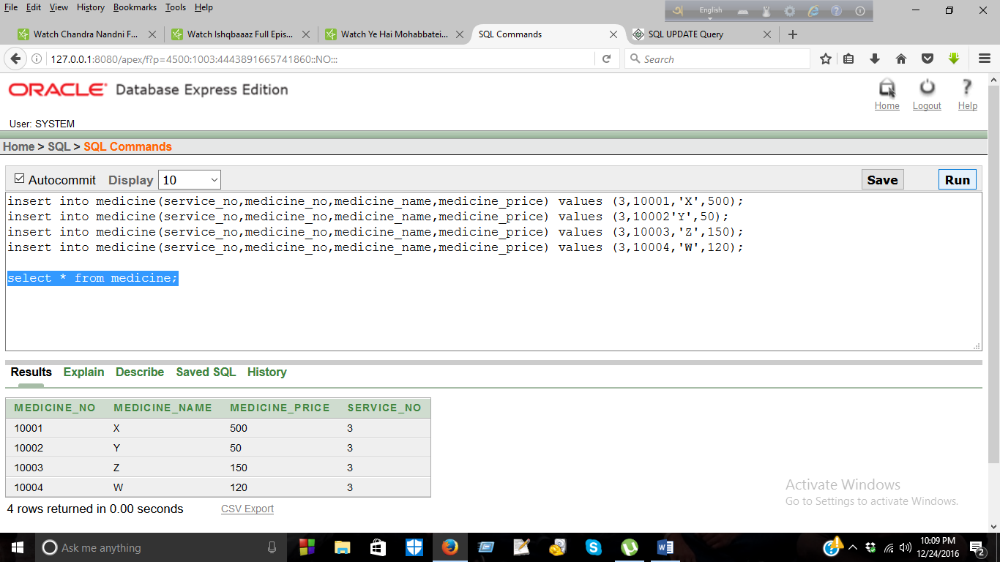 File Edit View History Bookmarks Tools Help
অ English
Watch Chandra Nandni F... Watch Ishqbaaaz Full Epis... Watch Ye Hai Mohabbatei... SQL Commands SQL UPDATE Query
127.0.0.1:8080/apex/f?p=4500:1003:4443891665741860::NO::: Search
ORACLE Database Express Edition
Home Logout Help
User: SYSTEM
Home > SQL > SQL Commands
Autocommit Display 10 Save Run
insert into medicine(service_no,medicine_no,medicine_name,medicine_price) values (3,10001,'X',500);
insert into medicine(service_no,medicine_no,medicine_name,medicine_price) values (3,10002'Y',50);
insert into medicine(service_no,medicine_no,medicine_name,medicine_price) values (3,10003,'Z',150);
insert into medicine(service_no,medicine_no,medicine_name,medicine_price) values (3,10004,'W',120);
select * from medicine;
Results Explain Describe Saved SQL History
MEDICINE_NO MEDICINE_NAME MEDICINE_PRICE SERVICE_NO
10001 X 500 3
10002 Y 50 3
10003 Z 150 3
10004 W 120 3
4 rows returned in 0.00 seconds CSV Export
Activate Windows
Go to Settings to activate Windows.
Ask me anything
10:09 PM
12/24/2016
2